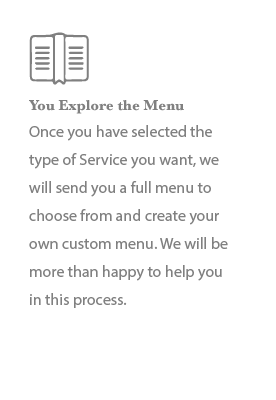 You Explore the Menu
Once you have selected the
type of Service you want, we
will send you a full menu to
choose from and create your
own custom menu. We will be
more than happy to help you
in this process.